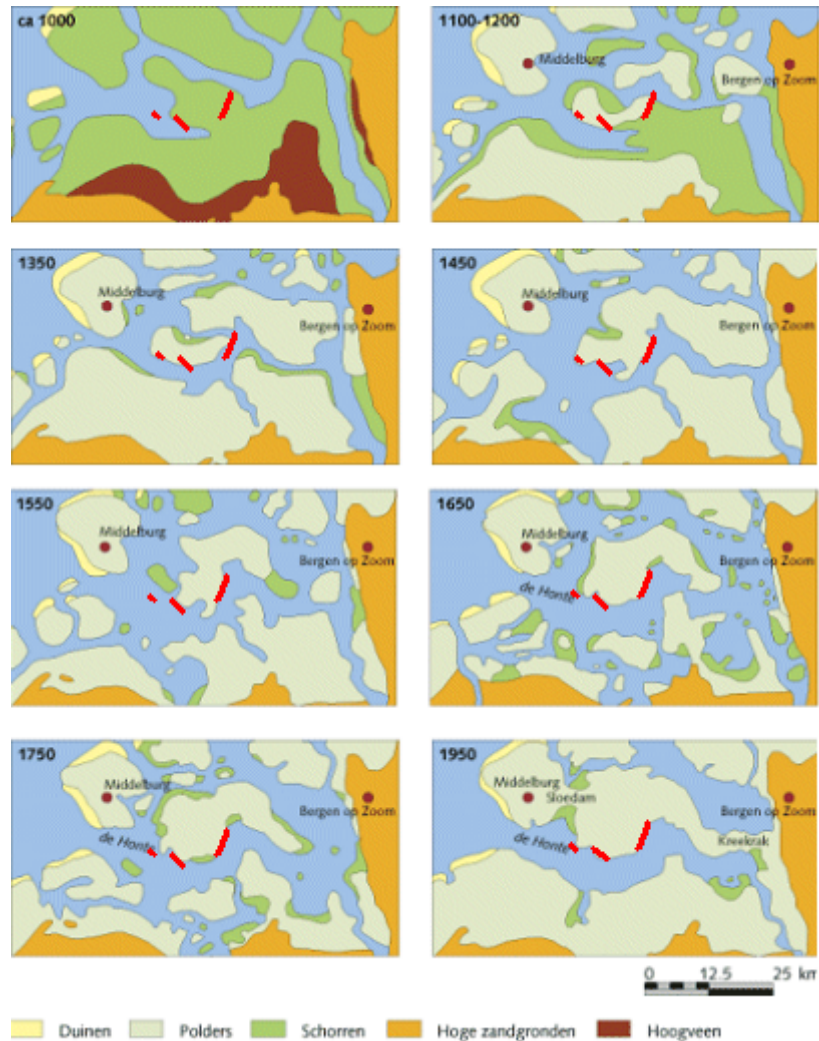 ca 1000
1100-1200
Middelburg
Bergen op Zoom
1350
Middelburg
Bergen op Zoom
1450
Middelburg
Bergen op Zoom
1550
Middelburg
Bergen op Zoom
1650
Middelburg
Bergen op Zoom
de Honte
1750
Middelburg
Bergen op Zoom
de Honte
1950
Middelburg
Sloedam
Bergen op Zoom
de Honte
Kreekrak
0 12.5 25 km
Duinen Polders Schorren Hoge zandgronden Hoogveen